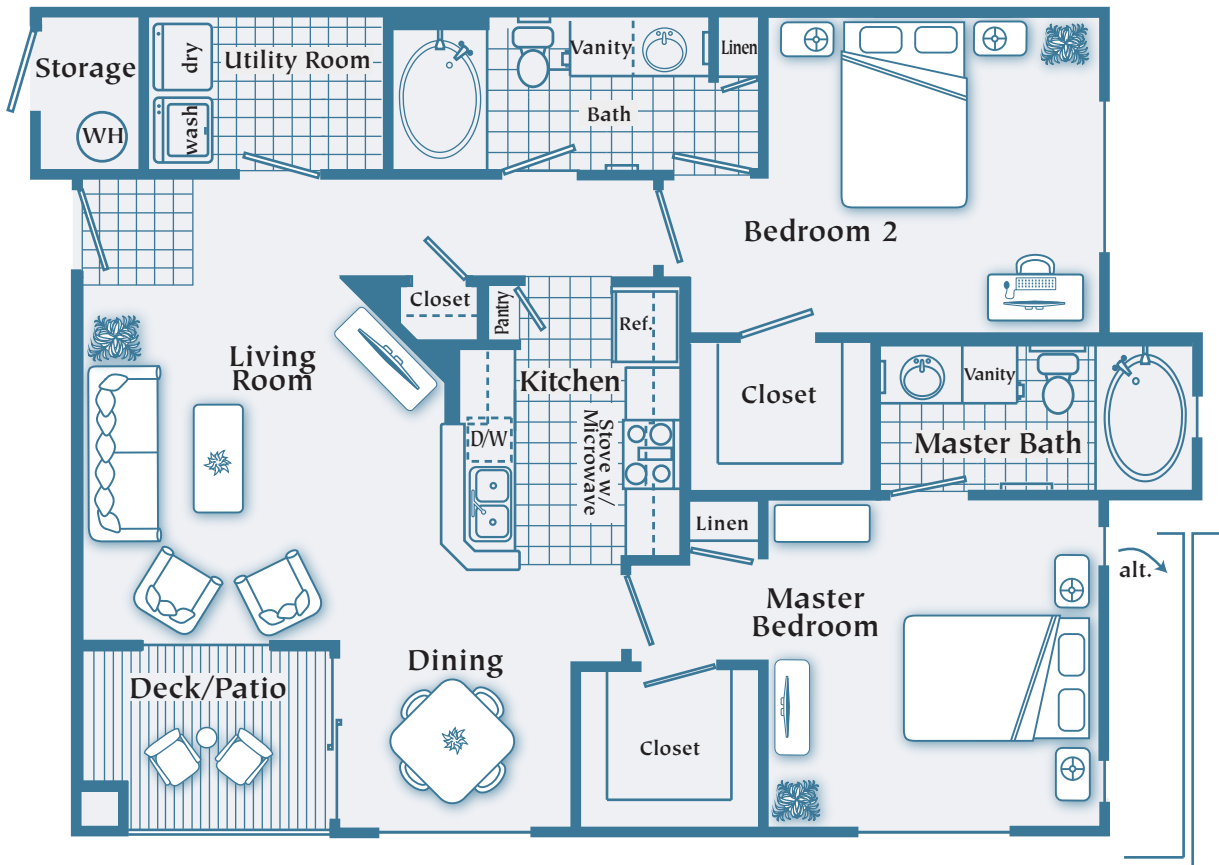 Storage
WH
dry
wash
Utility Room
Vanity
Linen
Bath
Bedroom 2
Closet
Pantry
Ref.
Living
Room
Kitchen
D/W
Stove w/
Microwave
Closet
Vanity
Master Bath
Linen
alt.
Master
Bedroom
Dining
Deck/Patio
Closet